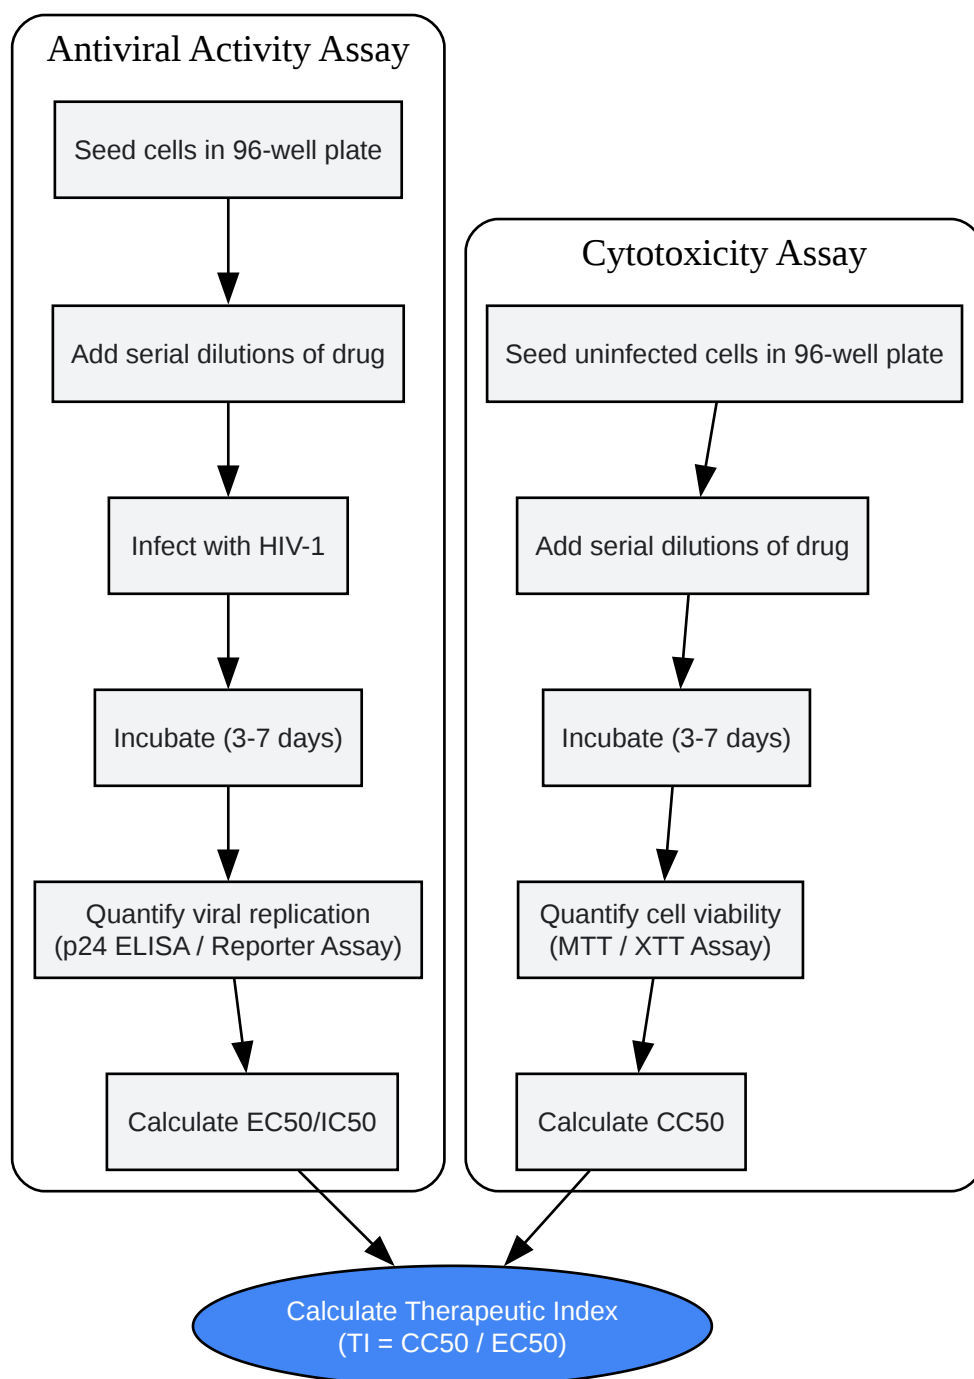 Antiviral Activity Assay
Seed cells in 96-well plate
Add serial dilutions of drug
Infect with HIV-1
Incubate (3-7 days)
Quantify viral replication
(p24 ELISA / Reporter Assay)
Calculate EC50/IC50
Cytotoxicity Assay
Seed uninfected cells in 96-well plate
Add serial dilutions of drug
Incubate (3-7 days)
Quantify cell viability
(MTT / XTT Assay)
Calculate CC50
Calculate Therapeutic Index
(TI = CC50 / EC50)